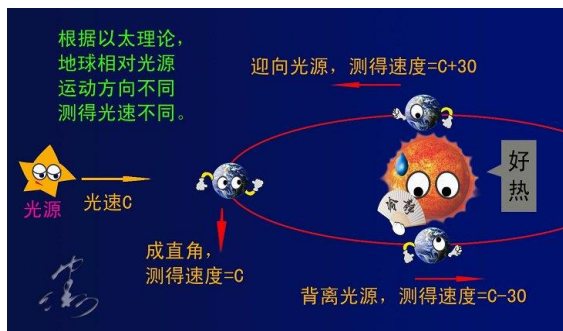 根据以太理论，
地球相对光源
运动方向不同
测得光速不同。
迎向光源，测得速度=C+30
光源
光速C
好
热
成直角，
测得速度=C
背离光源，测得速度=C-30